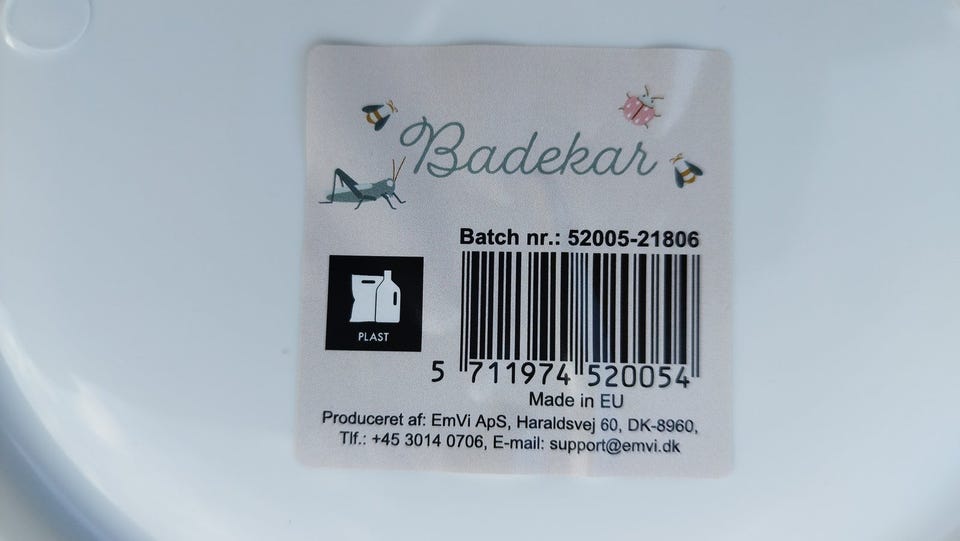 Badekar
Batch nr.: 52005-21806
PLAST
5 711974 520054
Made in EU
Produceret af: EmVi ApS, Haraldsvej 60, DK-8960,
Tlf.: +45 3014 0706, E-mail: support@emvi.dk